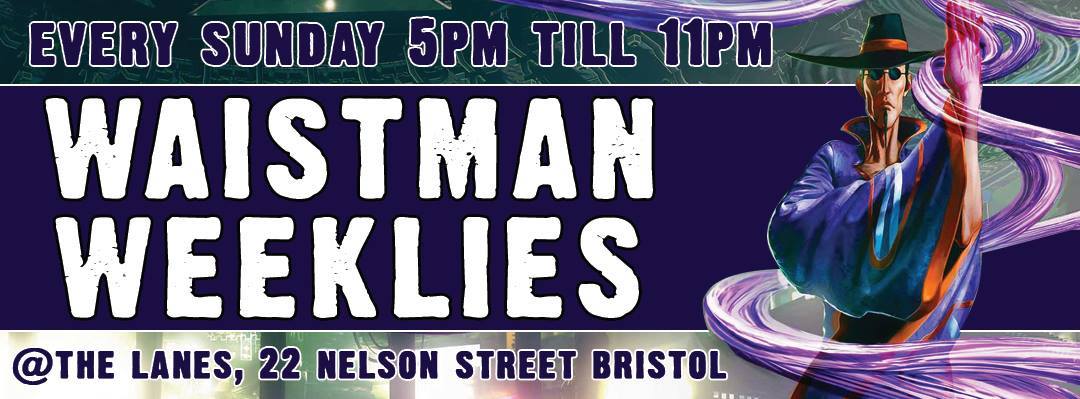 EVERY SUNDAY 5PM TILL 11PM
WAISTMAN
WEEKLIES
@THE LANES, 22 NELSON STREET BRISTOL